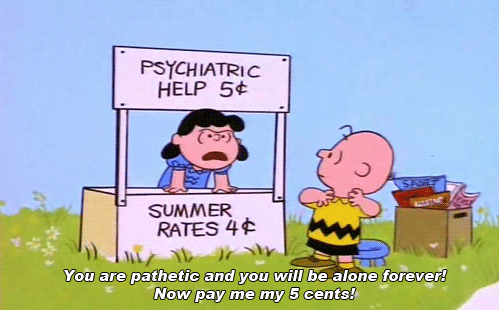 PSYCHIATRIC
HELP 5¢
SUMMER
RATES 4¢
You are pathetic and you will be alone forever!
Now pay me my 5 cents!